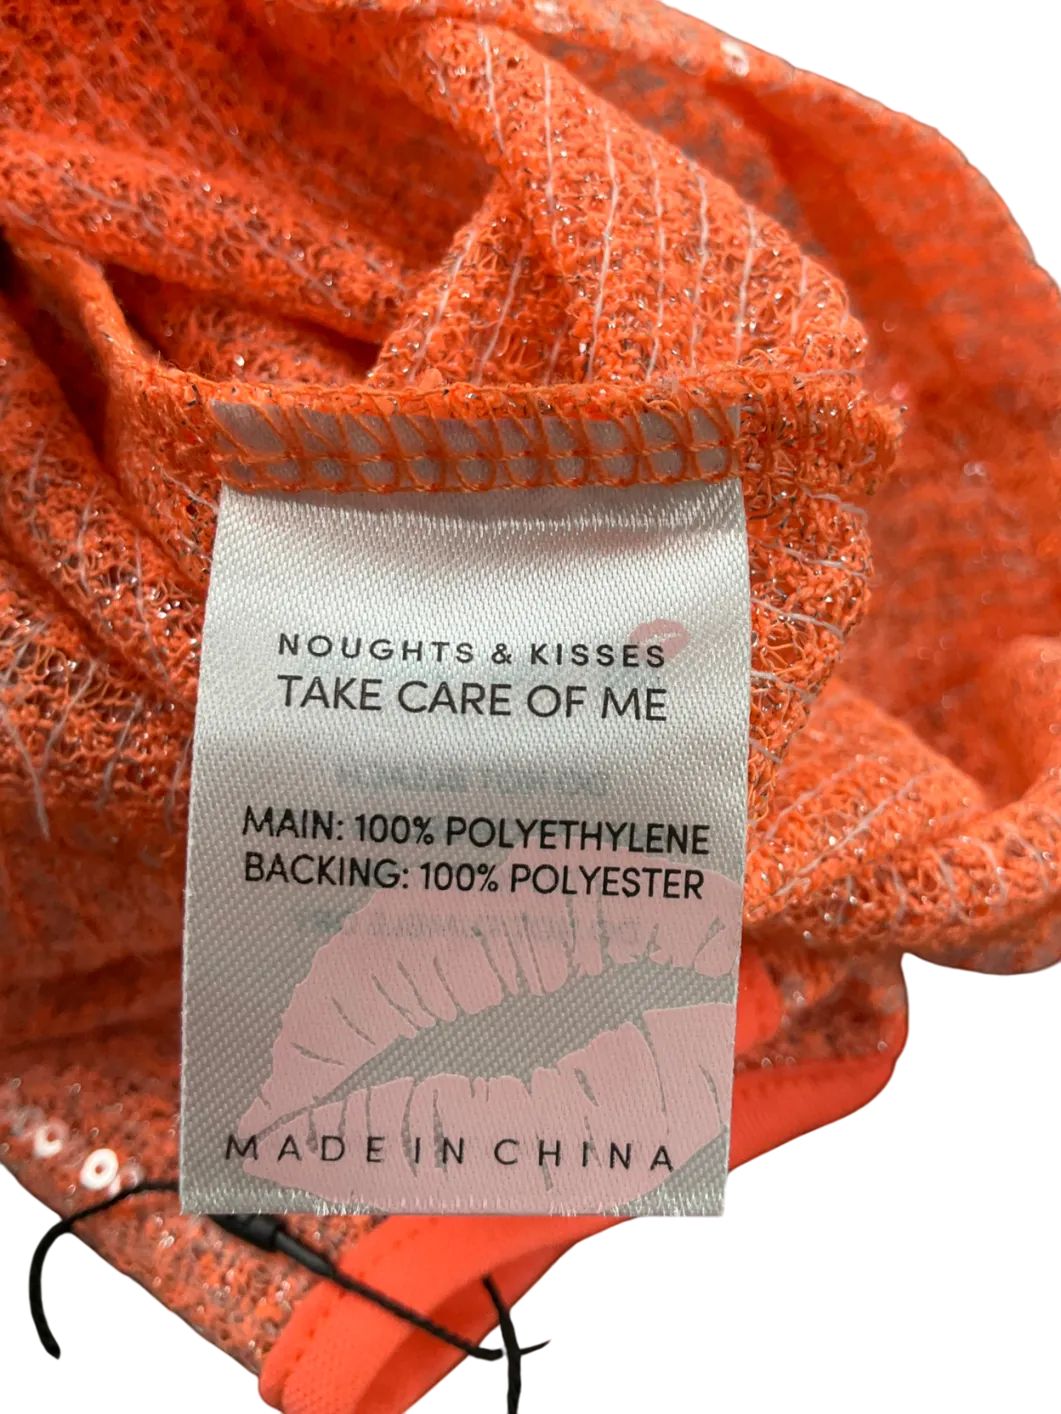 NOUGHTS & KISSES
TAKE CARE OF ME
MAIN: 100% POLYETHYLENE
BACKING: 100% POLYESTER
MADE IN CHINA